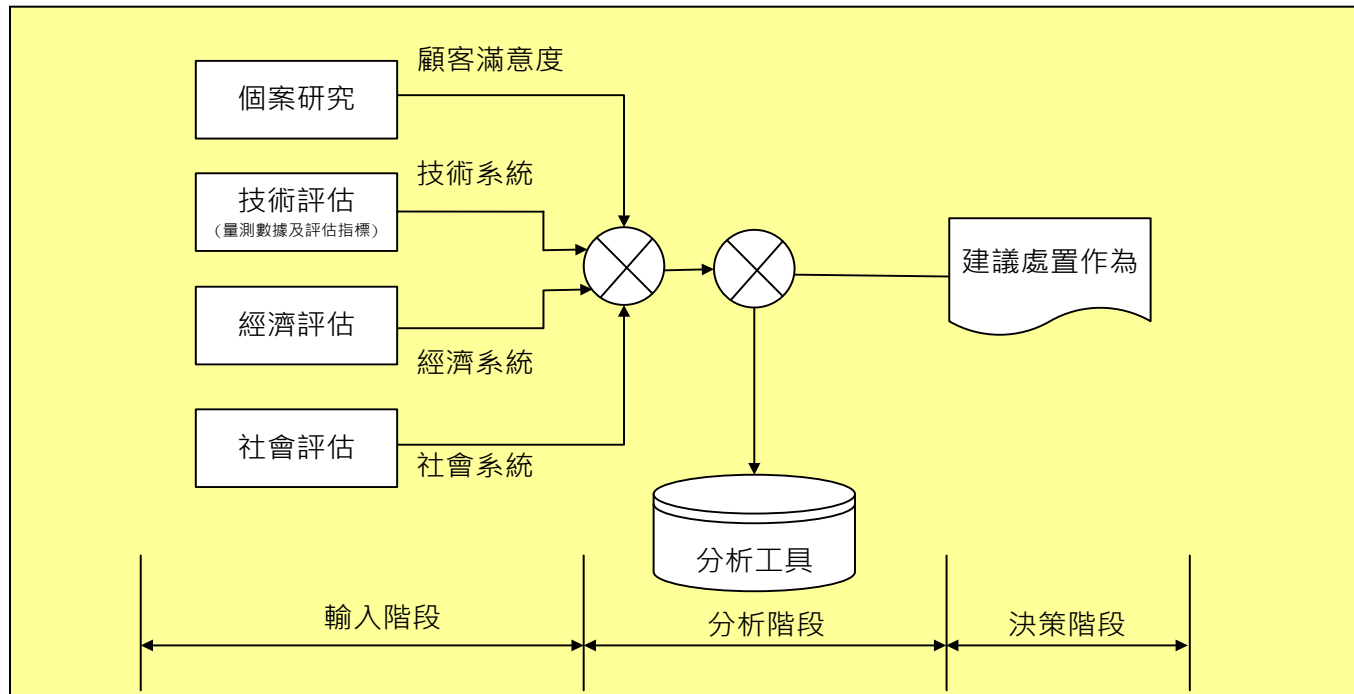 顧客滿意度
個案研究
技術系統
技術評估
(量測數據及評估指標)
建議處置作為
經濟評估
經濟系統
社會評估
社會系統
分析工具
輸入階段
分析階段
決策階段